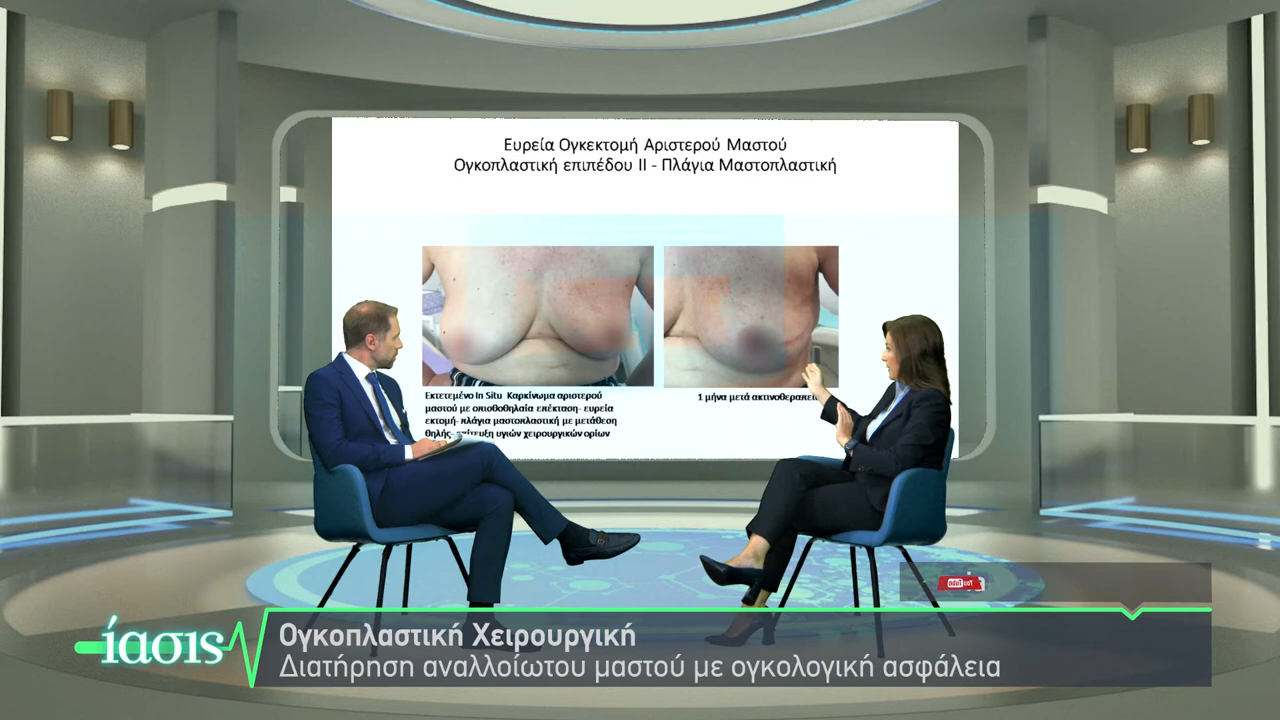 Ευρεία Ογκεκτομή Αριστερού Μαστού
Ογκοπλαστική επιπέδου ΙΙ - Πλάγια Μαστοπλαστική
Εκτετεμένο In Situ Καρκίνωμα αριστερού
μαστού με οπισθοθηλαία επέκταση- ευρεία
εκτομή- πλάγια μαστοπλαστική με μετάθεση
θηλής- επίτευξη υγιών χειρουργικών ορίων
1 μήνα μετά
ίασις
Ογκοπλαστική Χειρουργική
Διατήρηση αναλλοίωτου μαστού με ογκολογική ασφάλεια